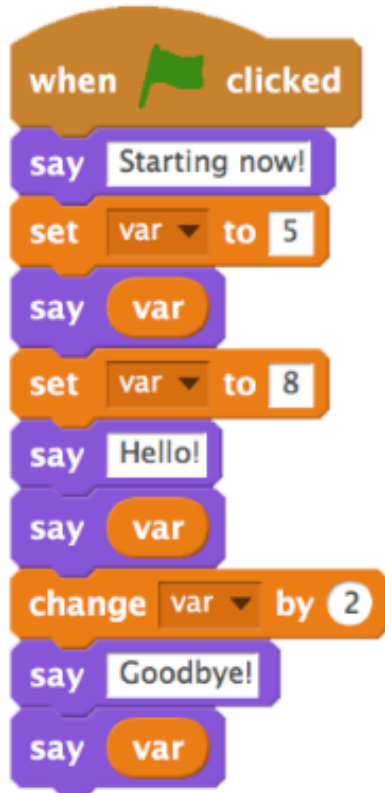 when clicked
say Starting now!
set var to 5
say var
set var to 8
say Hello!
say var
change var by 2
say Goodbye!
say var